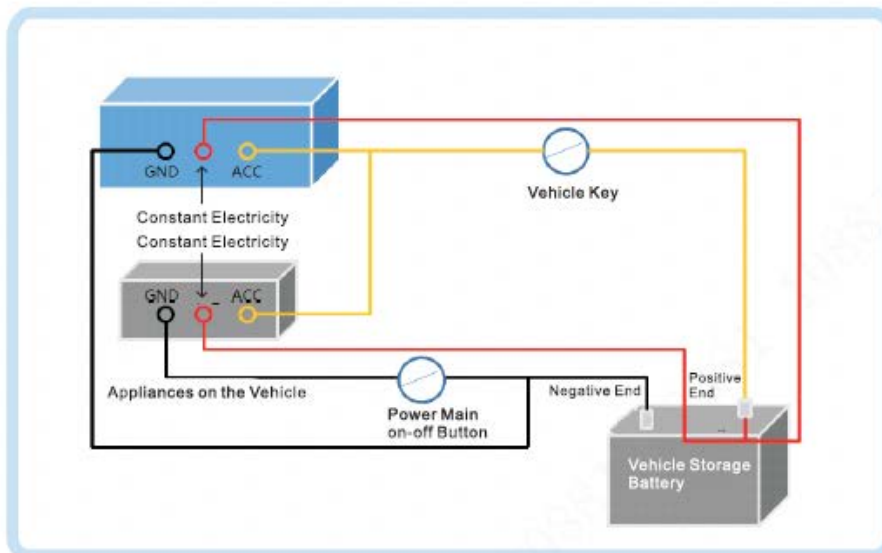 GND
ACC
Constant Electricity
Constant Electricity
Vehicle Key
GND
ACC
Appliances on the Vehicle
Power Main
on-off Button
Negative End
Positive
End
Vehicle Storage
Battery